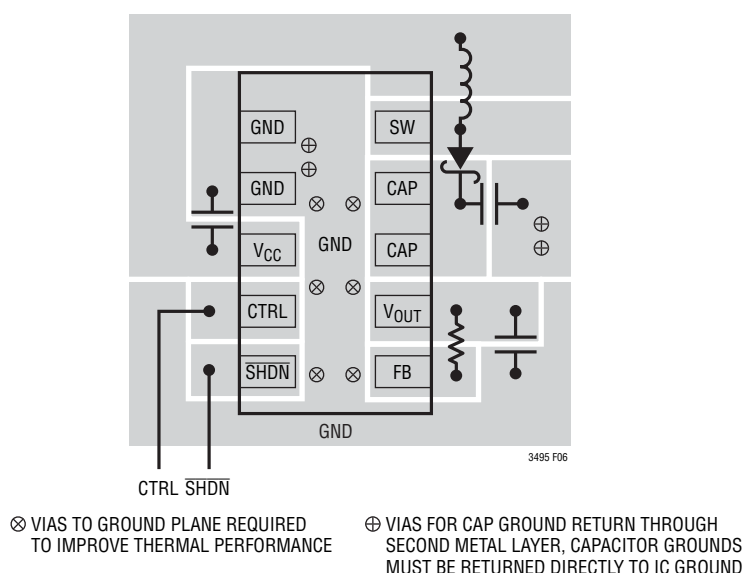 GND SW
GND CAP
VCC GND CAP
CTRL VOUT
SHDN FB
GND
3495 F06
CTRL SHDN
⊗ VIAS TO GROUND PLANE REQUIRED
TO IMPROVE THERMAL PERFORMANCE
⊕ VIAS FOR CAP GROUND RETURN THROUGH
SECOND METAL LAYER, CAPACITOR GROUNDS
MUST BE RETURNED DIRECTLY TO IC GROUND